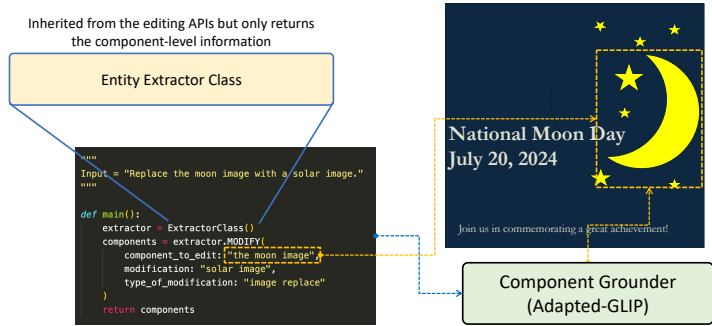 Inherited from the editing APIs but only returns
the component-level information
Entity Extractor Class
"""
Input = "Replace the moon image with a solar image."
"""
def main():
extractor = ExtractorClass()
components = extractor.MODIFY(
component_to_edit: "the moon image",
modification: "solar image",
type_of_modification: "image replace"
)
return components
National Moon Day
July 20, 2024
Join us in commemorating a great achievement!
Component Grounder
(Adapted-GLIP)